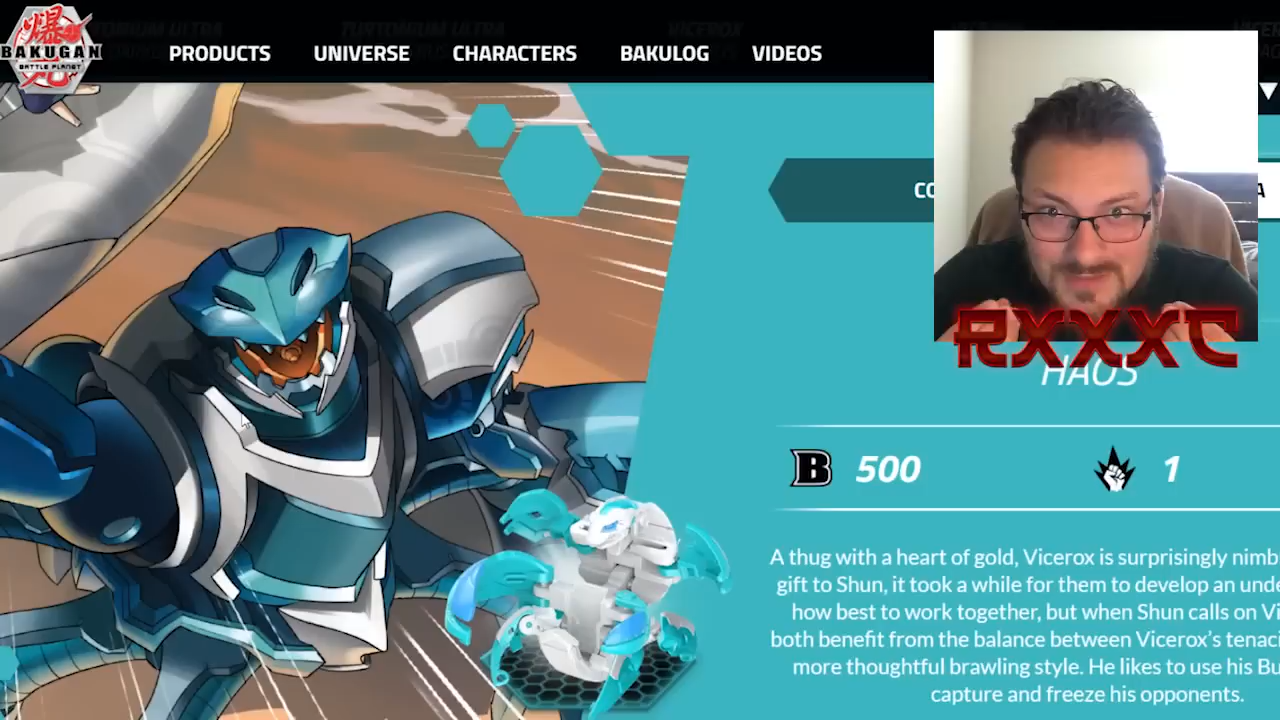 爆
BAKUGAN
BATTLE PLANET
PRODUCTS UNIVERSE CHARACTERS BAKULOG VIDEOS
CO
A
RXXXC
HAOS
B 500 1
A thug with a heart of gold, Vicerox is surprisingly nimb
gift to Shun, it took a while for them to develop an unde
how best to work together, but when Shun calls on Vi
both benefit from the balance between Vicerox's tenaci
more thoughtful brawling style. He likes to use his Bu
capture and freeze his opponents.